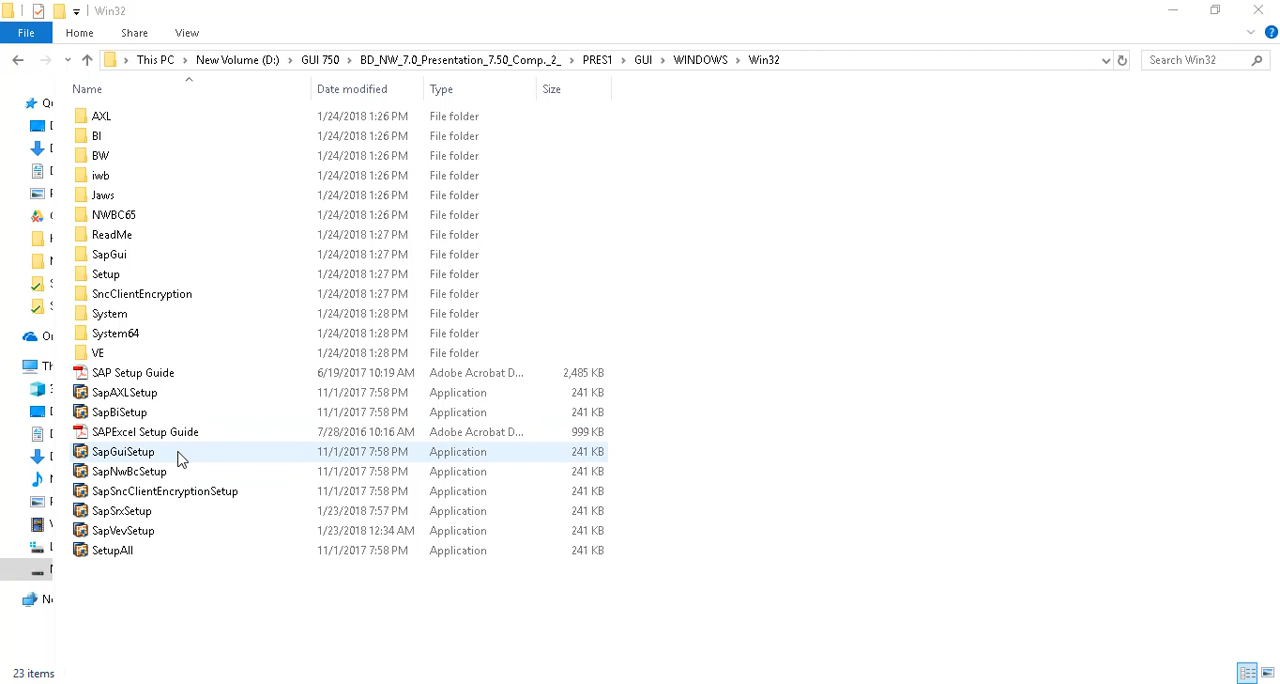 Win32
File Home Share View
This PC New Volume (D:) GUI 750 BD_NW_7.0_Presentation_7.50_Comp._2_ PRES1 GUI WINDOWS Win32 Search Win32
Name Date modified Type Size
AXL 1/24/2018 1:26 PM File folder
BI 1/24/2018 1:26 PM File folder
BW 1/24/2018 1:26 PM File folder
iwb 1/24/2018 1:26 PM File folder
Jaws 1/24/2018 1:26 PM File folder
NWBC65 1/24/2018 1:26 PM File folder
ReadMe 1/24/2018 1:27 PM File folder
SapGui 1/24/2018 1:27 PM File folder
Setup 1/24/2018 1:27 PM File folder
SncClientEncryption 1/24/2018 1:27 PM File folder
System 1/24/2018 1:28 PM File folder
System64 1/24/2018 1:28 PM File folder
VE 1/24/2018 1:28 PM File folder
SAP Setup Guide 6/19/2017 10:19 AM Adobe Acrobat D... 2,485 KB
SapAXLSetup 11/1/2017 7:58 PM Application 241 KB
SapBiSetup 11/1/2017 7:58 PM Application 241 KB
SAPExcel Setup Guide 7/28/2016 10:16 AM Adobe Acrobat D... 999 KB
SapGuiSetup 11/1/2017 7:58 PM Application 241 KB
SapNwBcSetup 11/1/2017 7:58 PM Application 241 KB
SapSncClientEncryptionSetup 11/1/2017 7:58 PM Application 241 KB
SapSrxSetup 1/23/2018 7:57 PM Application 241 KB
SapVevSetup 1/23/2018 12:34 AM Application 241 KB
SetupAll 11/1/2017 7:58 PM Application 241 KB
23 items